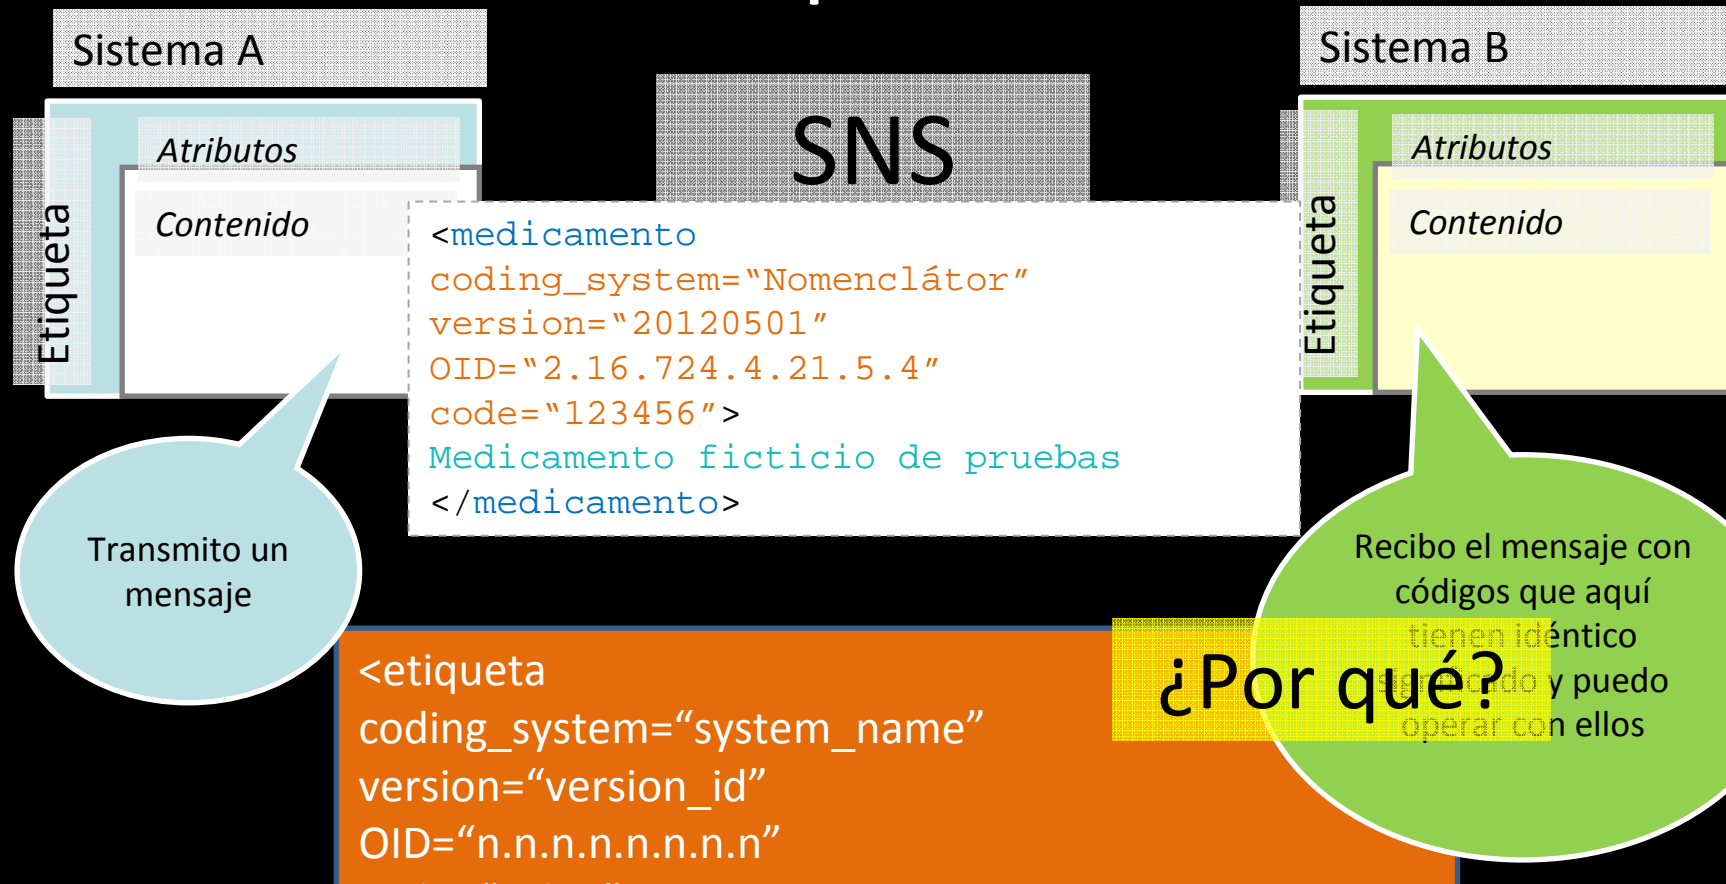 Sistema A
Etiqueta
Atributos
Contenido
Transmito un
mensaje
SNS
<medicamento
coding_system=“Nomenclátor”
version=“20120501”
OID=“2.16.724.4.21.5.4”
code=“123456”>
Medicamento ficticio de pruebas
</medicamento>
Sistema B
Etiqueta
Atributos
Contenido
Recibo el mensaje con
códigos que aquí
tienen idéntico
y puedo
operar con ellos
¿Por qué?
<etiqueta
coding_system=“system_name”
version=“version_id”
OID=“n.n.n.n.n.n.n.n”